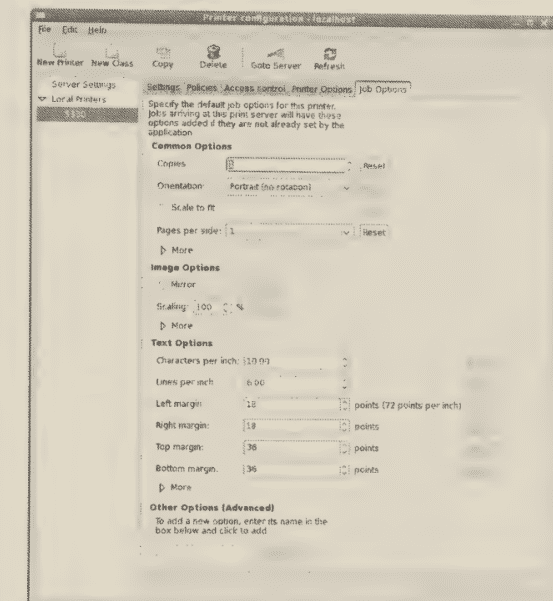 Printer configuration - localhost
File Edit Help
New Printer New Class Copy Delete Goto Server Refresh
Server Settings
Local Printers
Settings Policies Access control Printer Options Job Options
Specify the default job options for this printer.
Jobs arriving at this print server will have these
options added if they are not already set by the
application
Common Options
Copies Reset
Orientation: Portrait (no rotation)
Scale to fit
Pages per side: 1 Reset
More
Image Options
Mirror
Scaling: 100 %
More
Text Options
Characters per inch: 10.00
Lines per inch 6.00
Left margin 18 points (72 points per inch)
Right margin: 18 points
Top margin: 36 points
Bottom margin. 36 points
More
Other Options (Advanced)
To add a new option, enter its name in the
box below and click to add